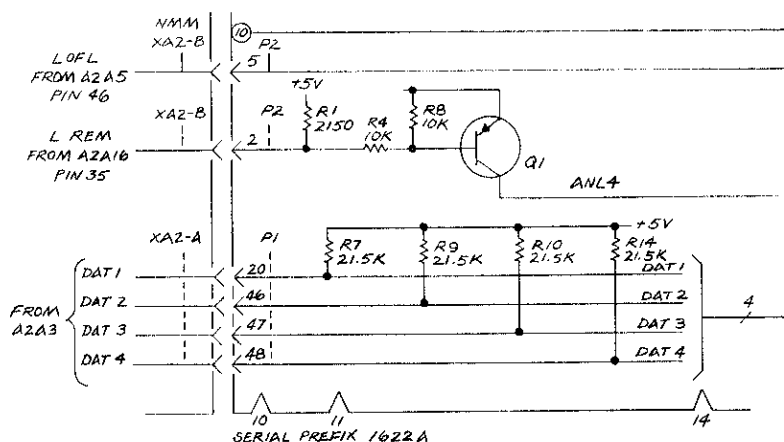 NMM
XA2-B
10
P2
LOFL
FROM A2A5
PIN 46
5
+5V
XA2-B
P2
R1
2150
R4
10K
R8
10K
L REM
FROM A2A16
PIN 35
2
Q1
ANL4
XA2-A
P1
+5V
R7
21.5K
R9
21.5K
R10
21.5K
R14
21.5K
FROM
A2A3
DAT 1
20
DAT 1
DAT 2
46
DAT 2
DAT 3
47
DAT 3
DAT 4
48
DAT 4
4
10
11
14
SERIAL PREFIX 1622A